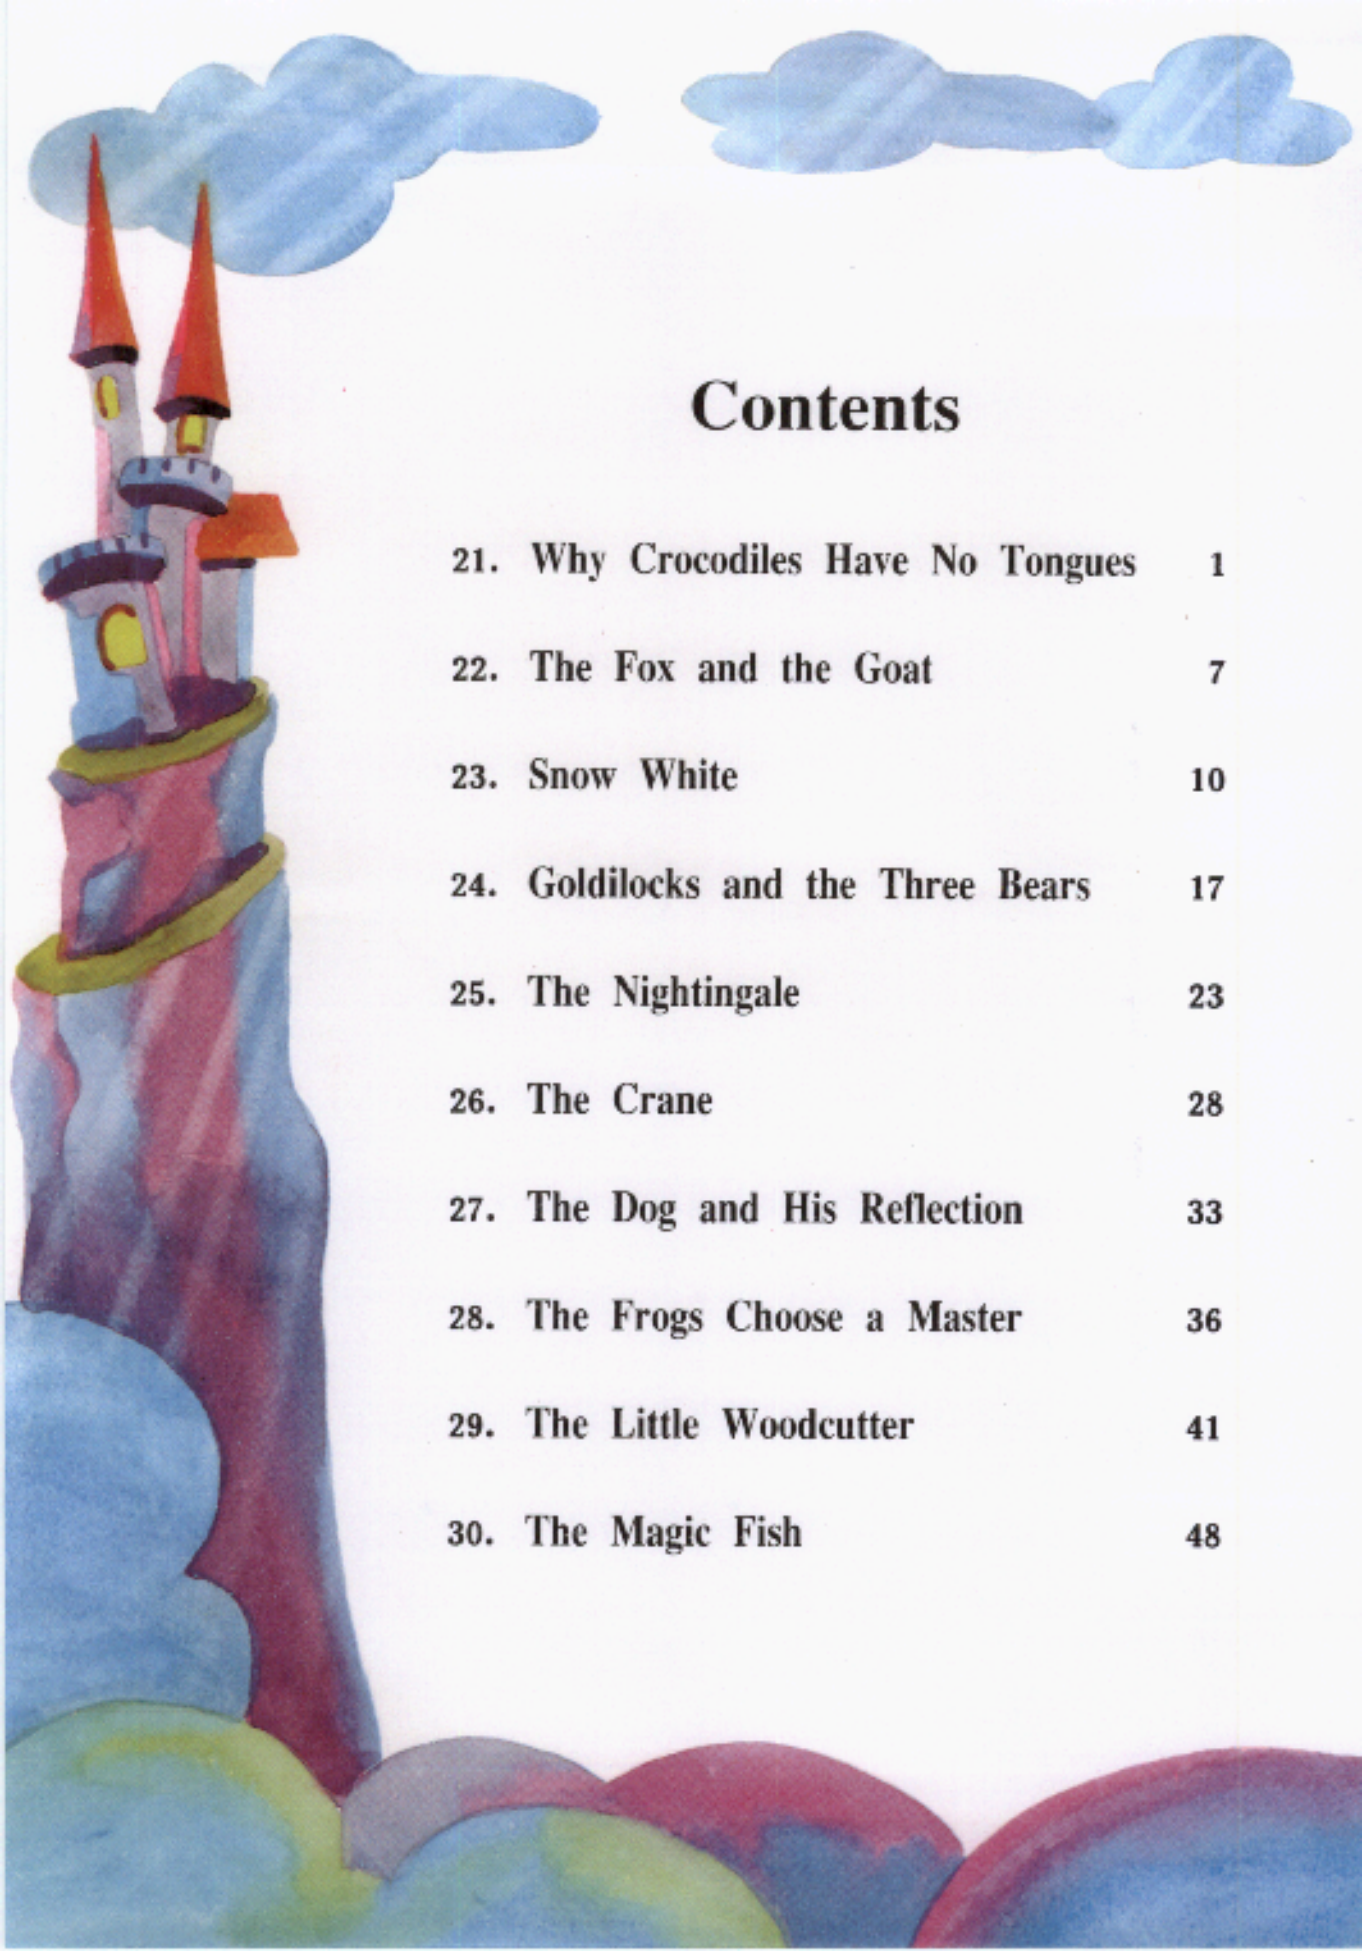 Contents
21. Why Crocodiles Have No Tongues 1
22. The Fox and the Goat 7
23. Snow White 10
24. Goldilocks and the Three Bears 17
25. The Nightingale 23
26. The Crane 28
27. The Dog and His Reflection 33
28. The Frogs Choose a Master 36
29. The Little Woodcutter 41
30. The Magic Fish 48